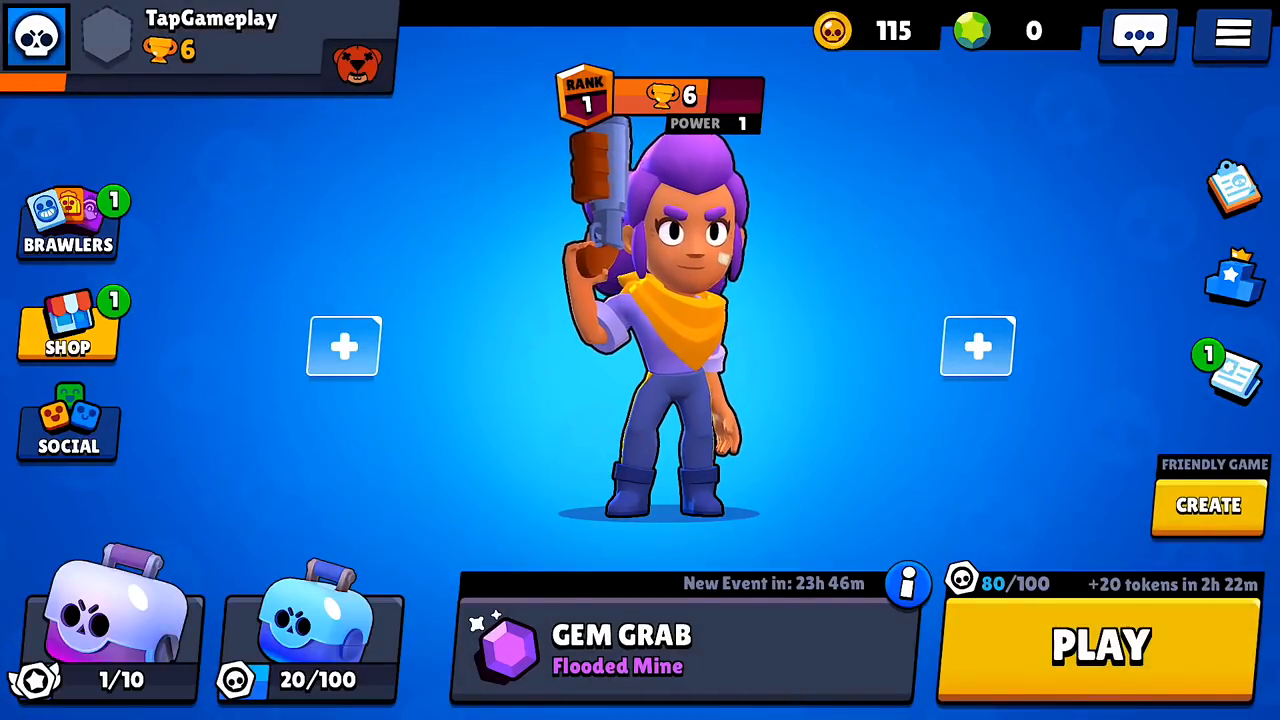 TapGameplay
6
115
0
RANK
1
6
POWER 1
BRAWLERS
1
SHOP
1
SOCIAL
1
FRIENDLY GAME
CREATE
1/10
20/100
New Event in: 23h 46m
i
GEM GRAB
Flooded Mine
80/100
+20 tokens in 2h 22m
PLAY